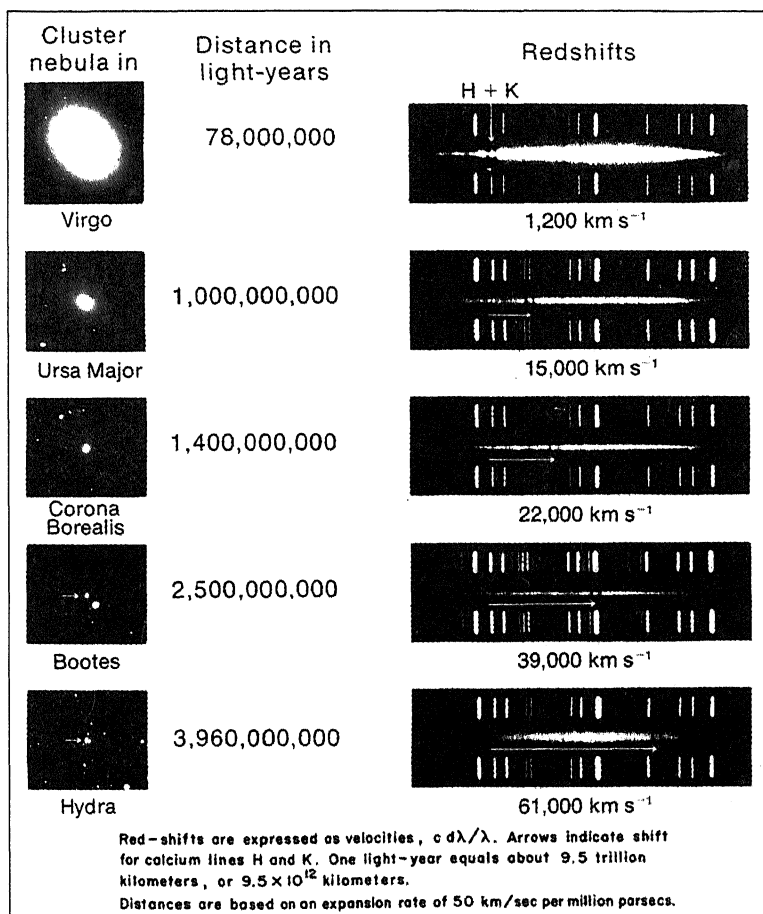 Cluster nebula in
Distance in light-years
Redshifts
H + K
78,000,000
Virgo
1,200 km s⁻¹
1,000,000,000
Ursa Major
15,000 km s⁻¹
1,400,000,000
Corona Borealis
22,000 km s⁻¹
2,500,000,000
Bootes
39,000 km s⁻¹
3,960,000,000
Hydra
61,000 km s⁻¹
Red-shifts are expressed as velocities, c dλ/λ. Arrows indicate shift
for calcium lines H and K. One light-year equals about 9.5 trillion
kilometers, or 9.5 × 10¹² kilometers.
Distances are based on an expansion rate of 50 km/sec per million parsecs.